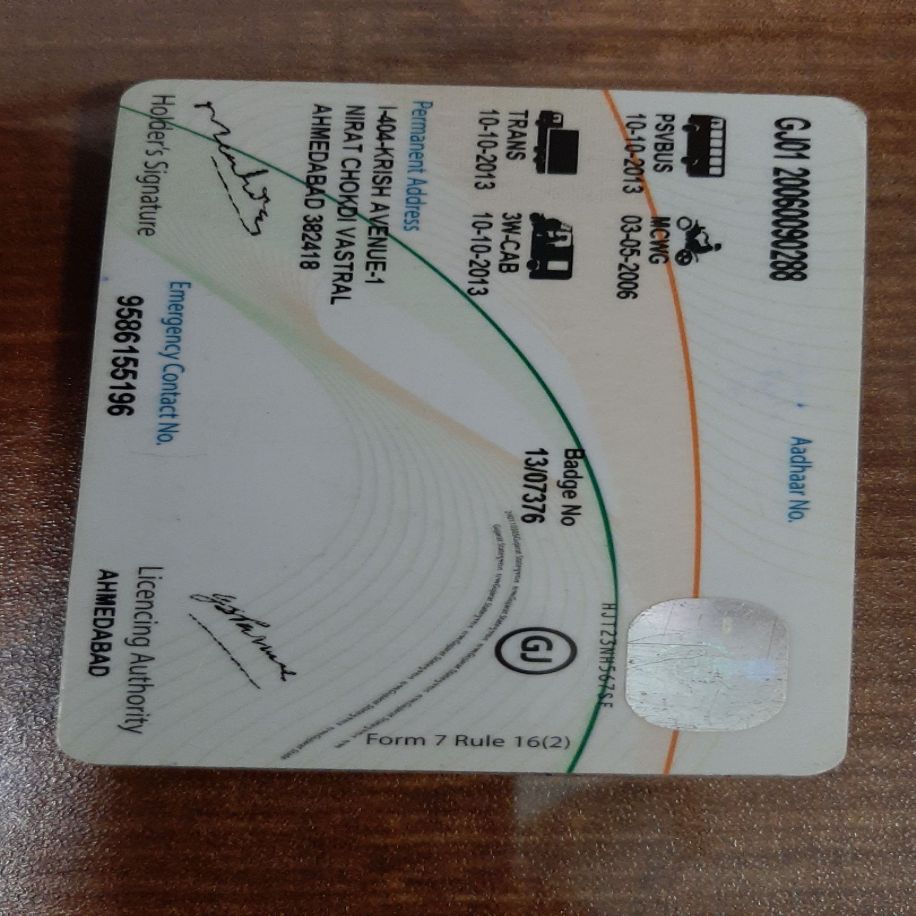 GJ01 20060090288
Aadhaar No.
PSVBUS
10-10-2013
MCWG
03-05-2006
TRANS
10-10-2013
3W-CAB
10-10-2013
Badge No
13/07376
HJT23NM567SF
GJ
Permanent Address
I-404-KRISH AVENUE-1
NIRAT CHOKDI VASTRAL
AHMEDABAD 382418
Form 7 Rule 16(2)
Holder's Signature
Emergency Contact No.
9586155196
Licencing Authority
AHMEDABAD